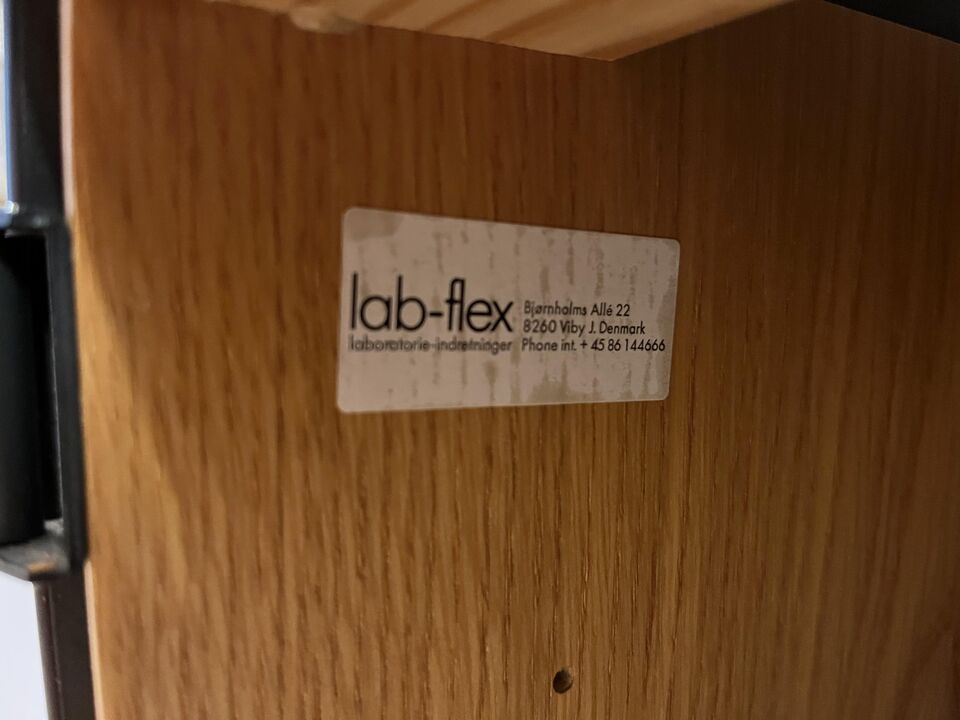 lab-flex
laboratorie-indretninger
Bjørnholms Allé 22
8260 Viby J. Denmark
Phone int. + 45 86 144666